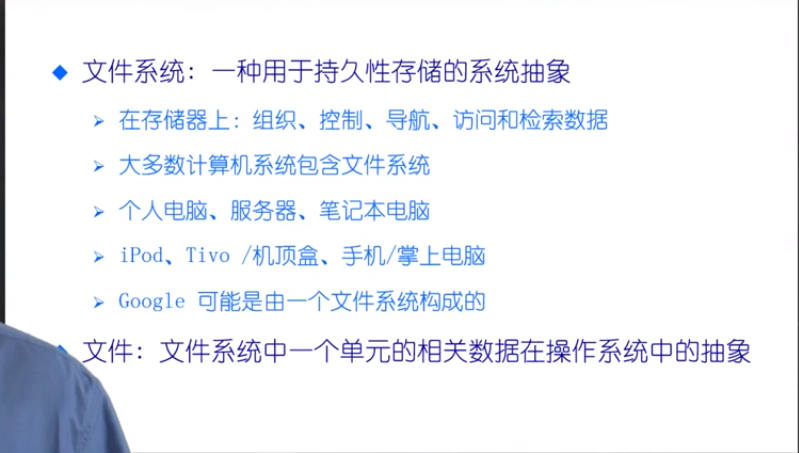 文件系统：一种用于持久性存储的系统抽象
在存储器上：组织、控制、导航、访问和检索数据
大多数计算机系统包含文件系统
个人电脑、服务器、笔记本电脑
iPod、Tivo /机顶盒、手机/掌上电脑
Google 可能是由一个文件系统构成的
文件：文件系统中一个单元的相关数据在操作系统中的抽象